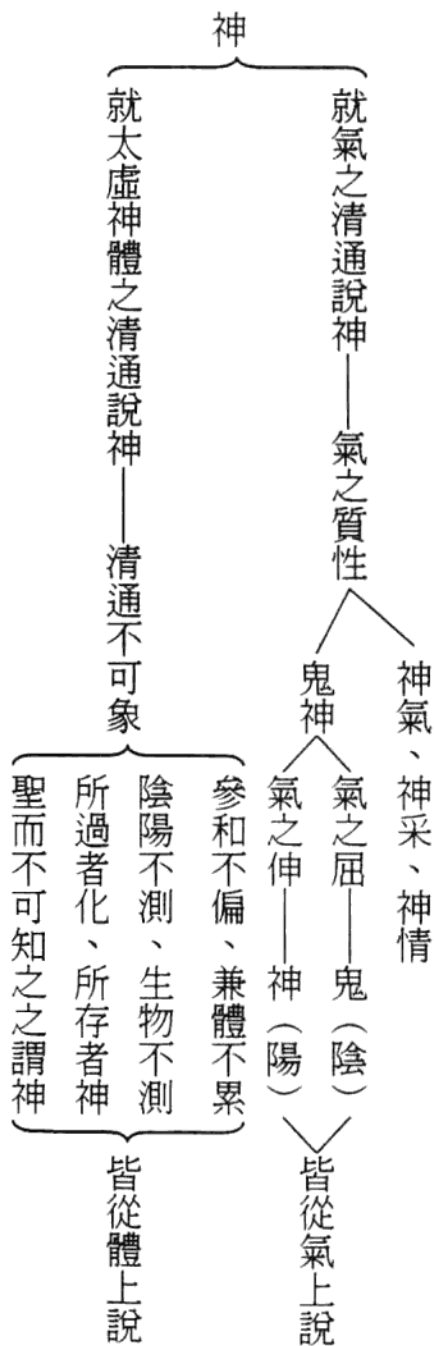 神
就氣之清通說神——氣之質性
神氣、神采、神情
鬼神
氣之屈——鬼（陰）
氣之伸——神（陽）
皆從氣上說
就太虛神體之清通說神——清通不可象
參和不偏、兼體不累
陰陽不測、生物不測
所過者化、所存者神
聖而不可知之之謂神
皆從體上說